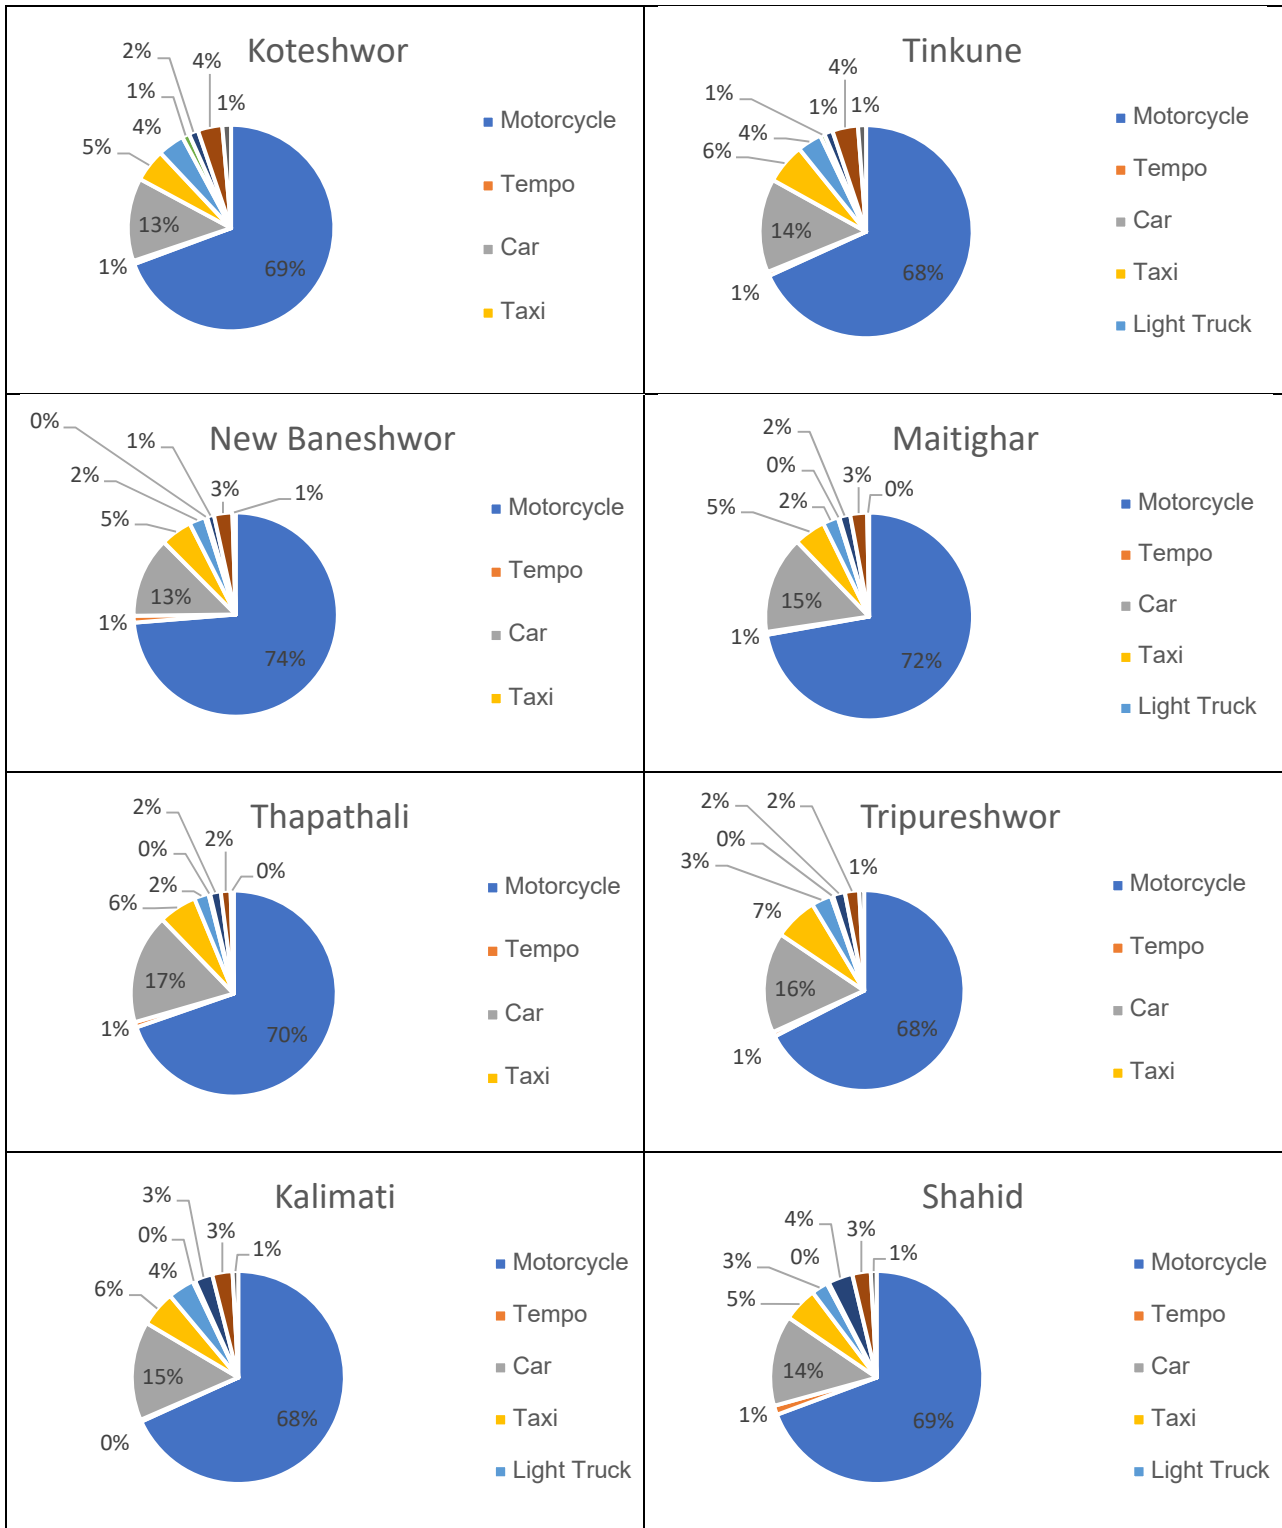 Koteshwor
2%
4%
1%
1%
4%
5%
13%
1%
69%
Motorcycle
Tempo
Car
Taxi
Tinkune
4%
1%
1%
1%
4%
6%
14%
1%
68%
Motorcycle
Tempo
Car
Taxi
Light Truck
New Baneshwor
0%
1%
2%
3%
1%
5%
13%
1%
74%
Motorcycle
Tempo
Car
Taxi
Maitighar
2%
0%
3%
0%
2%
5%
15%
1%
72%
Motorcycle
Tempo
Car
Taxi
Light Truck
Thapathali
2%
2%
0%
0%
2%
6%
17%
1%
70%
Motorcycle
Tempo
Car
Taxi
Tripureshwor
2%
2%
0%
3%
1%
7%
16%
1%
68%
Motorcycle
Tempo
Car
Taxi
Kalimati
3%
0%
3%
1%
4%
6%
15%
0%
68%
Motorcycle
Tempo
Car
Taxi
Light Truck
Shahid
4%
3%
0%
1%
3%
5%
14%
1%
69%
Motorcycle
Tempo
Car
Taxi
Light Truck